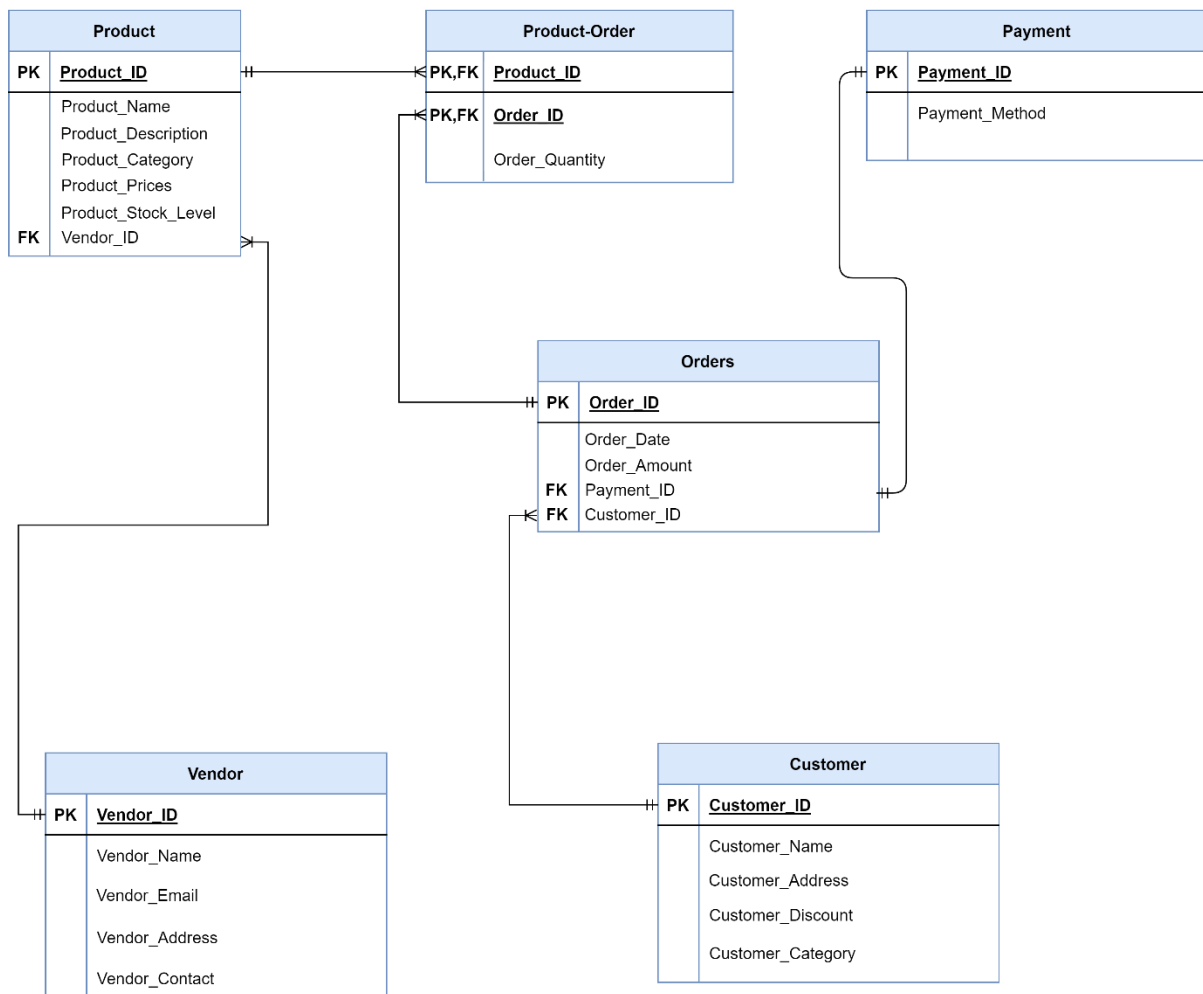 Product
PK Product_ID
Product_Name
Product_Description
Product_Category
Product_Prices
Product_Stock_Level
FK Vendor_ID
Product-Order
PK,FK Product_ID
PK,FK Order_ID
Order_Quantity
Payment
PK Payment_ID
Payment_Method
Orders
PK Order_ID
Order_Date
Order_Amount
FK Payment_ID
FK Customer_ID
Vendor
PK Vendor_ID
Vendor_Name
Vendor_Email
Vendor_Address
Vendor_Contact
Customer
PK Customer_ID
Customer_Name
Customer_Address
Customer_Discount
Customer_Category